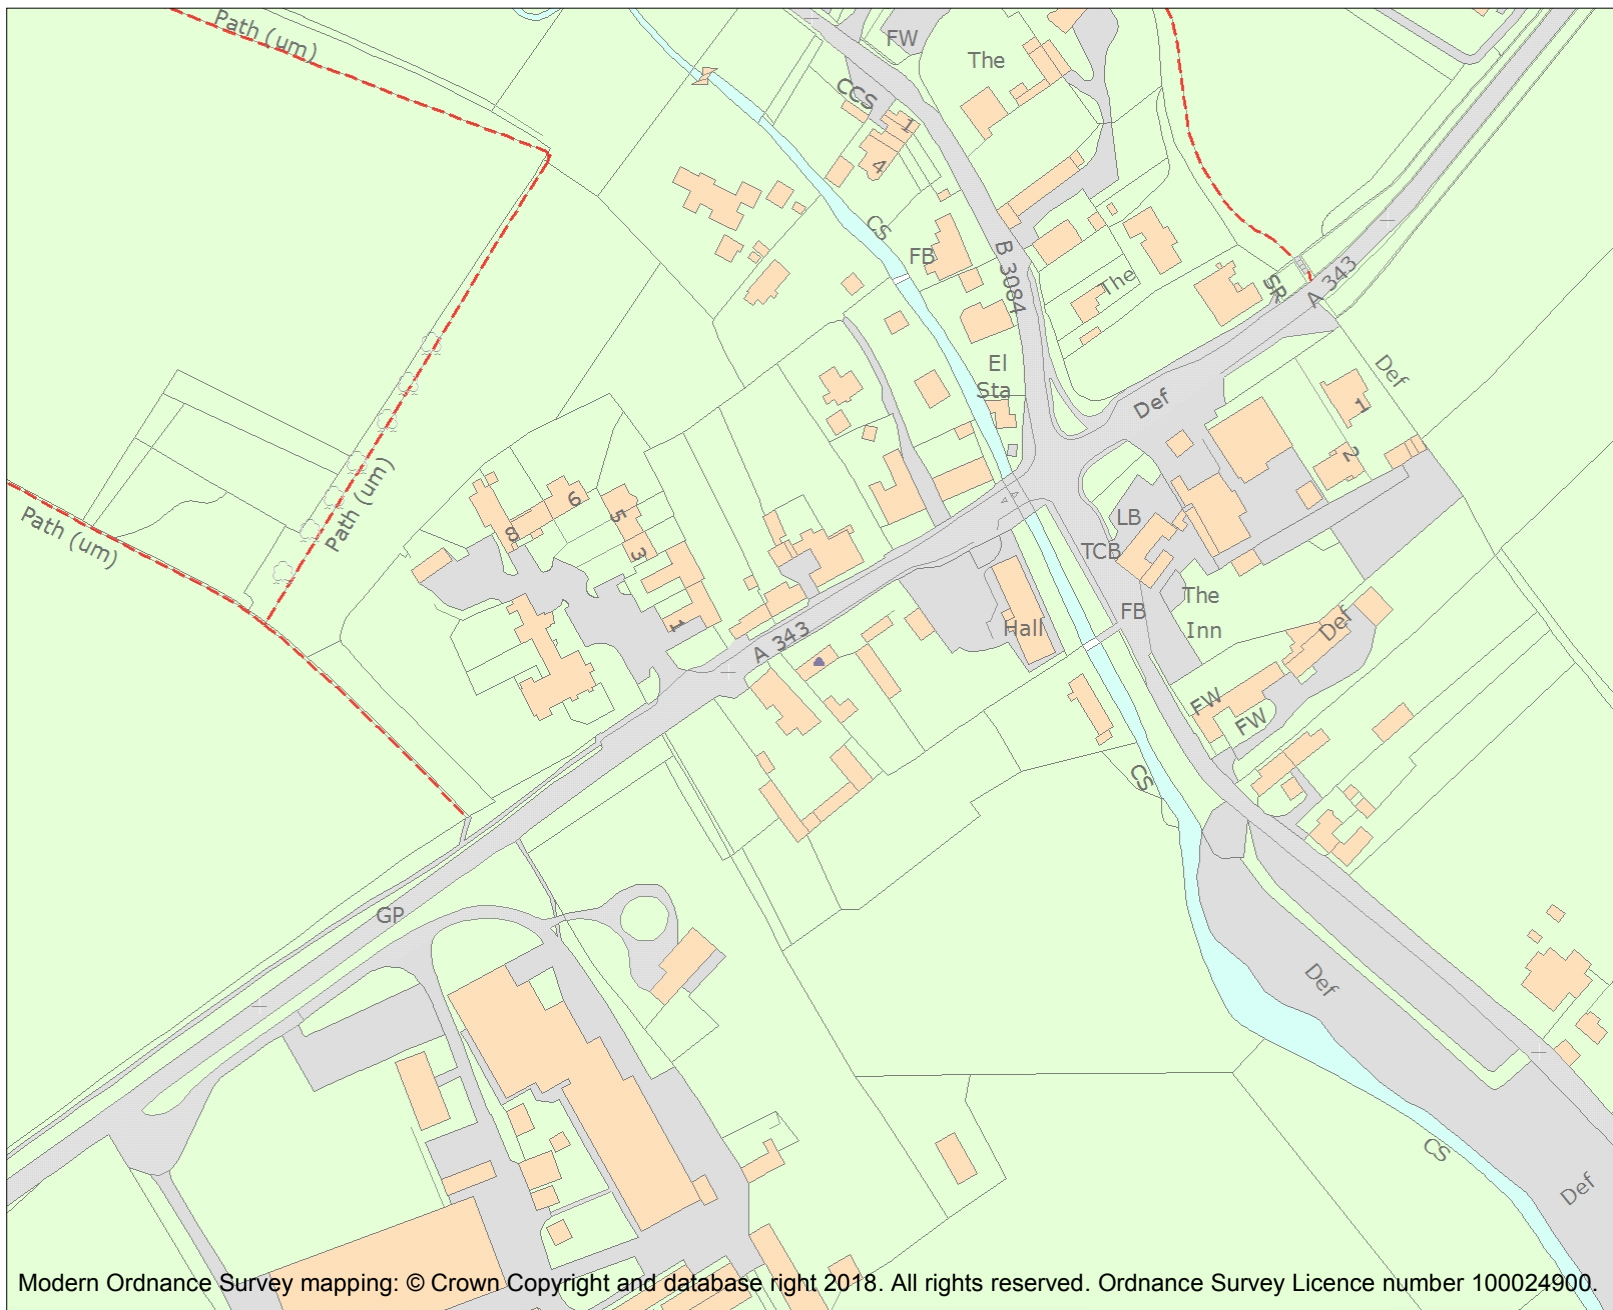 Path (um)
FW
The
CCS
1
4
CS
FB
B 3084
The
SR
A 343
El
Sta
Def
Def
1
2
Path (um)
Path (um)
6
5
8
3
1
LB
TCB
The
Inn
FB
Hall
A 343
Def
FW
FW
CS
GP
Def
CS
Def
Modern Ordnance Survey mapping: © Crown Copyright and database right 2018. All rights reserved. Ordnance Survey Licence number 100024900.